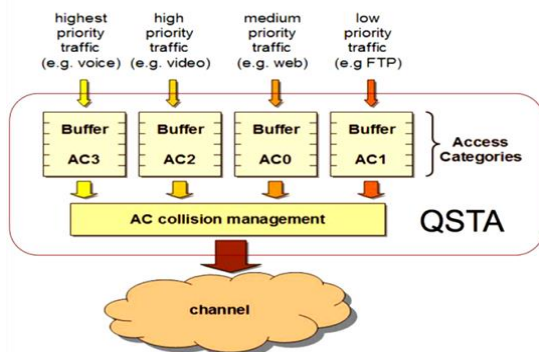 highest
priority
traffic
(e.g. voice)
high
priority
traffic
(e.g. video)
medium
priority
traffic
(e.g. web)
low
priority
traffic
(e.g FTP)
Buffer
AC3
Buffer
AC2
Buffer
AC0
Buffer
AC1
Access
Categories
AC collision management
QSTA
channel